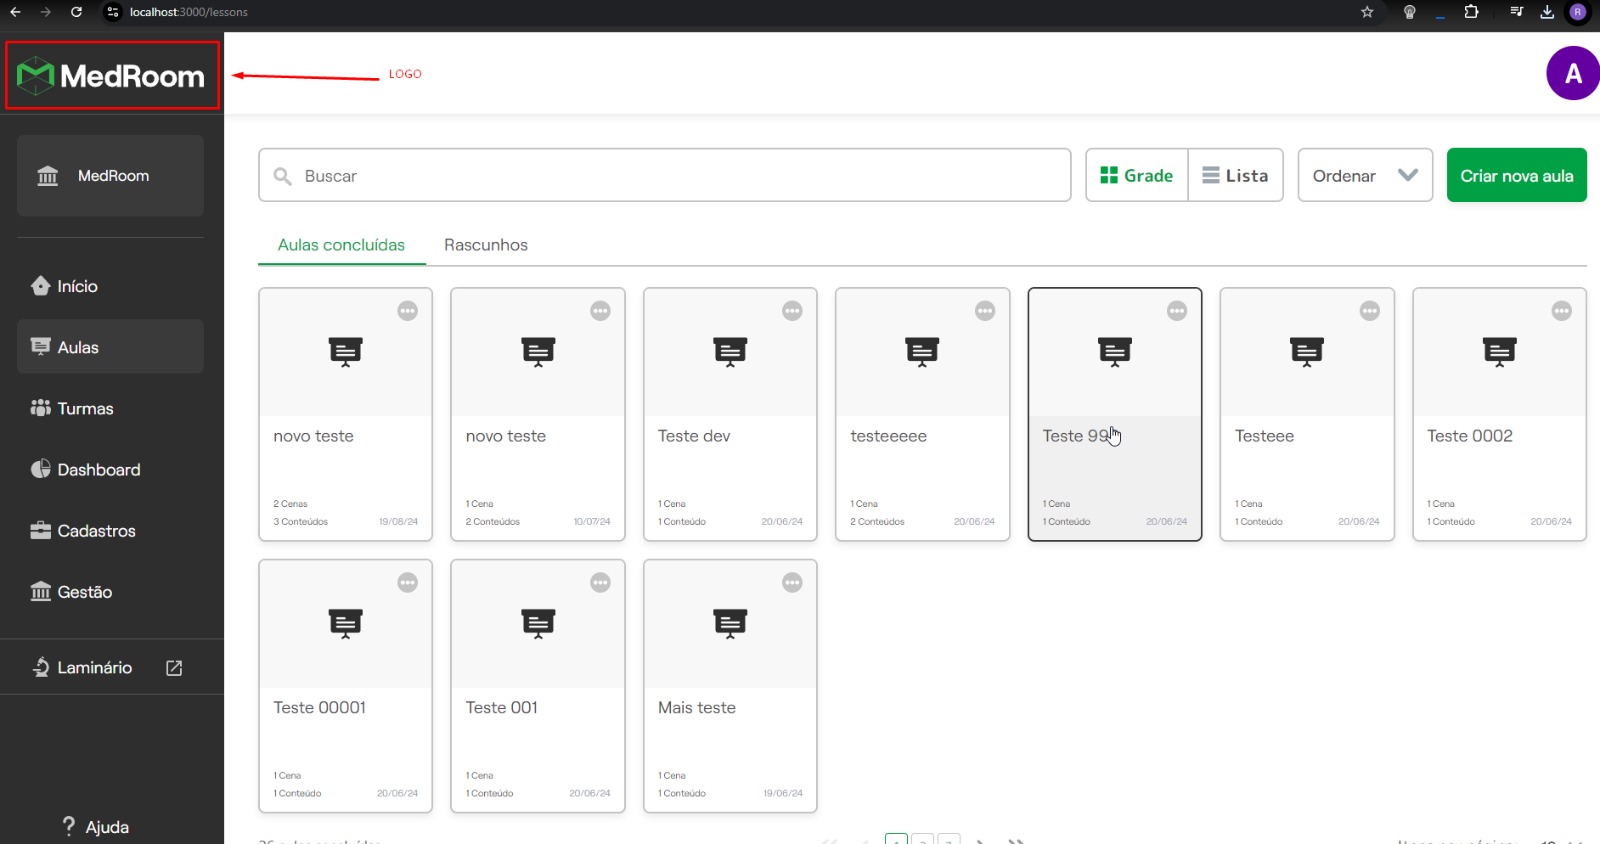 localhost:3000/lessons
MedRoom
LOGO
A
R
MedRoom
Buscar
Grade
Lista
Ordenar
Criar nova aula
Aulas concluídas
Rascunhos
Início
Aulas
Turmas
Dashboard
Cadastros
Gestão
Laminário
Ajuda
novo teste
2 Cenas
3 Conteúdos 19/08/24
novo teste
1 Cena
2 Conteúdos 10/07/24
Teste dev
1 Cena
1 Conteúdo 20/06/24
testeeeee
1 Cena
2 Conteúdos 20/06/24
Teste 99
1 Cena
1 Conteúdo 20/06/24
Testeee
1 Cena
1 Conteúdo 20/06/24
Teste 0002
1 Cena
1 Conteúdo 20/06/24
Teste 00001
1 Cena
1 Conteúdo 20/06/24
Teste 001
1 Cena
1 Conteúdo 20/06/24
Mais teste
1 Cena
1 Conteúdo 19/06/24